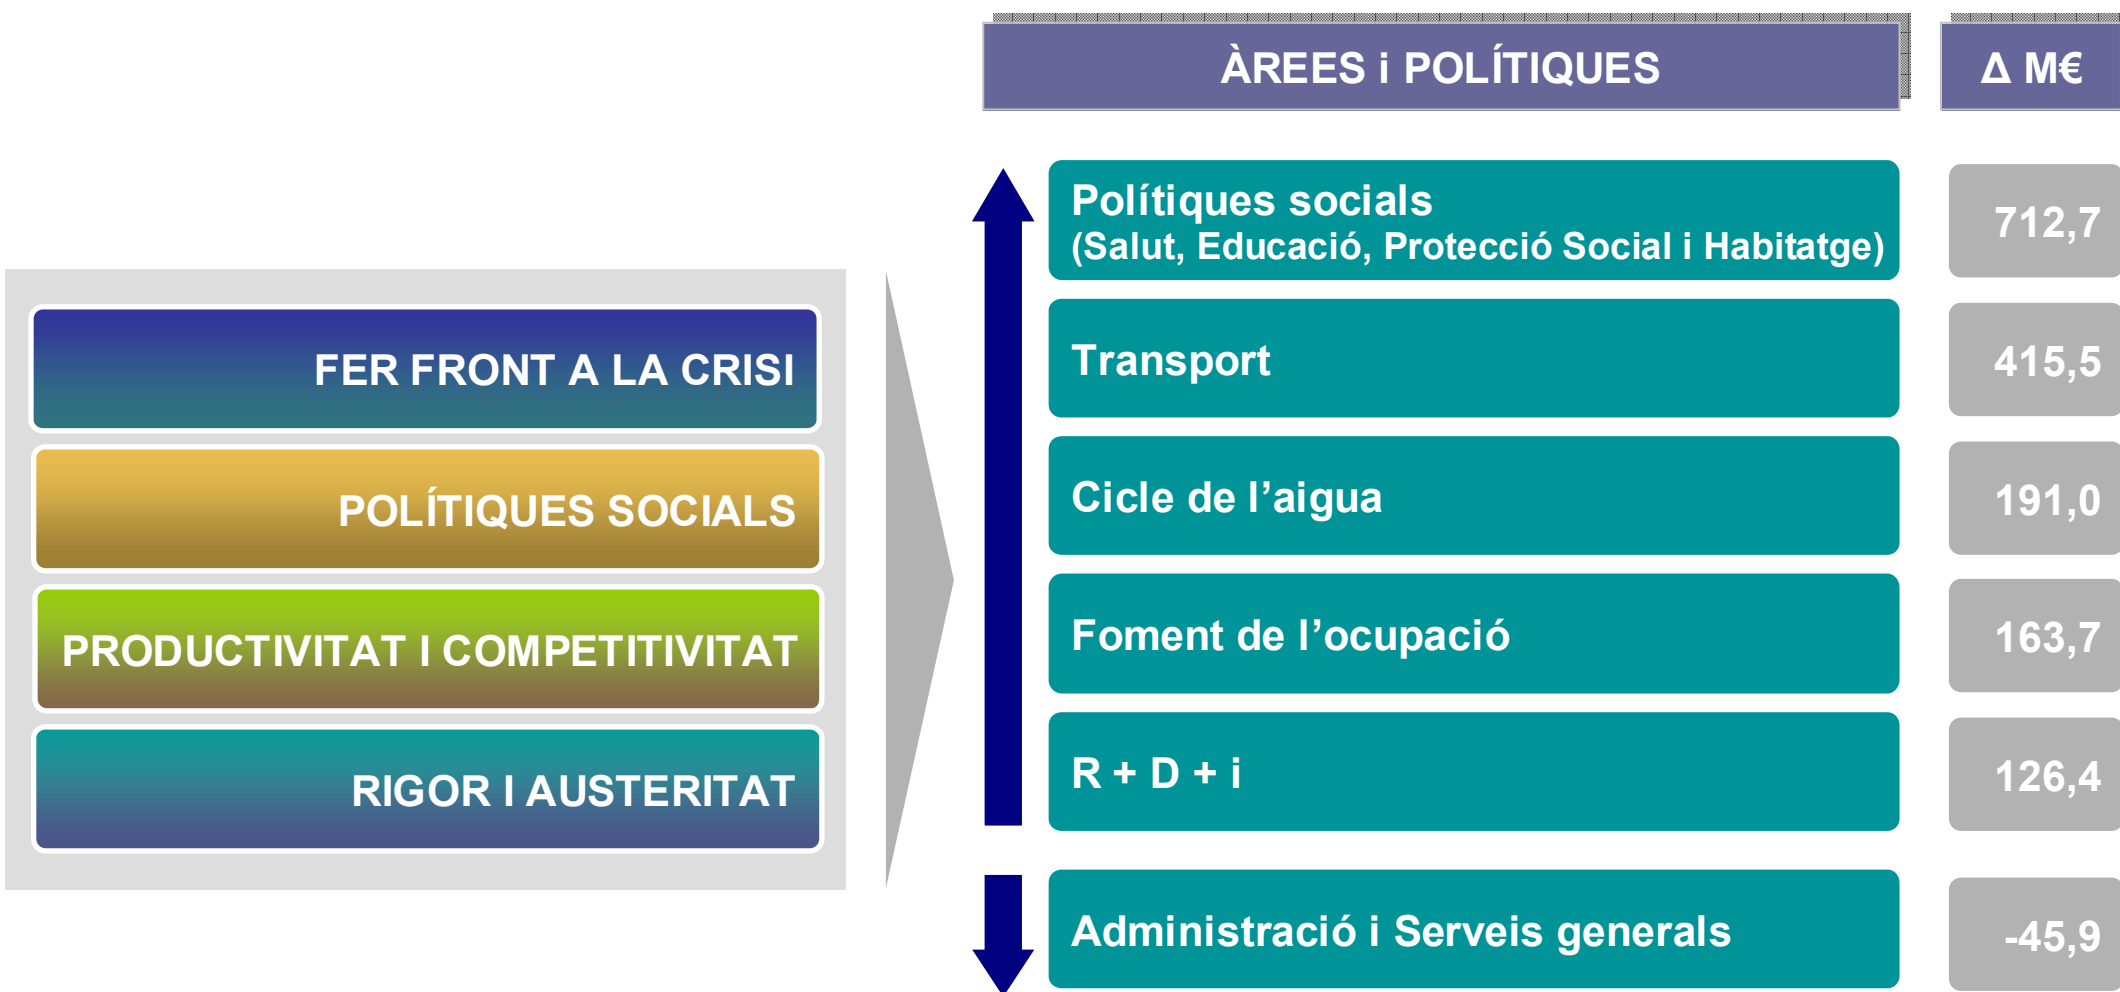 ÀREES i POLÍTIQUES
Δ M€
FER FRONT A LA CRISI
POLÍTIQUES SOCIALS
PRODUCTIVITAT I COMPETITIVITAT
RIGOR I AUSTERITAT
Polítiques socials
(Salut, Educació, Protecció Social i Habitatge)
712,7
Transport
415,5
Cicle de l’aigua
191,0
Foment de l’ocupació
163,7
R + D + i
126,4
Administració i Serveis generals
-45,9